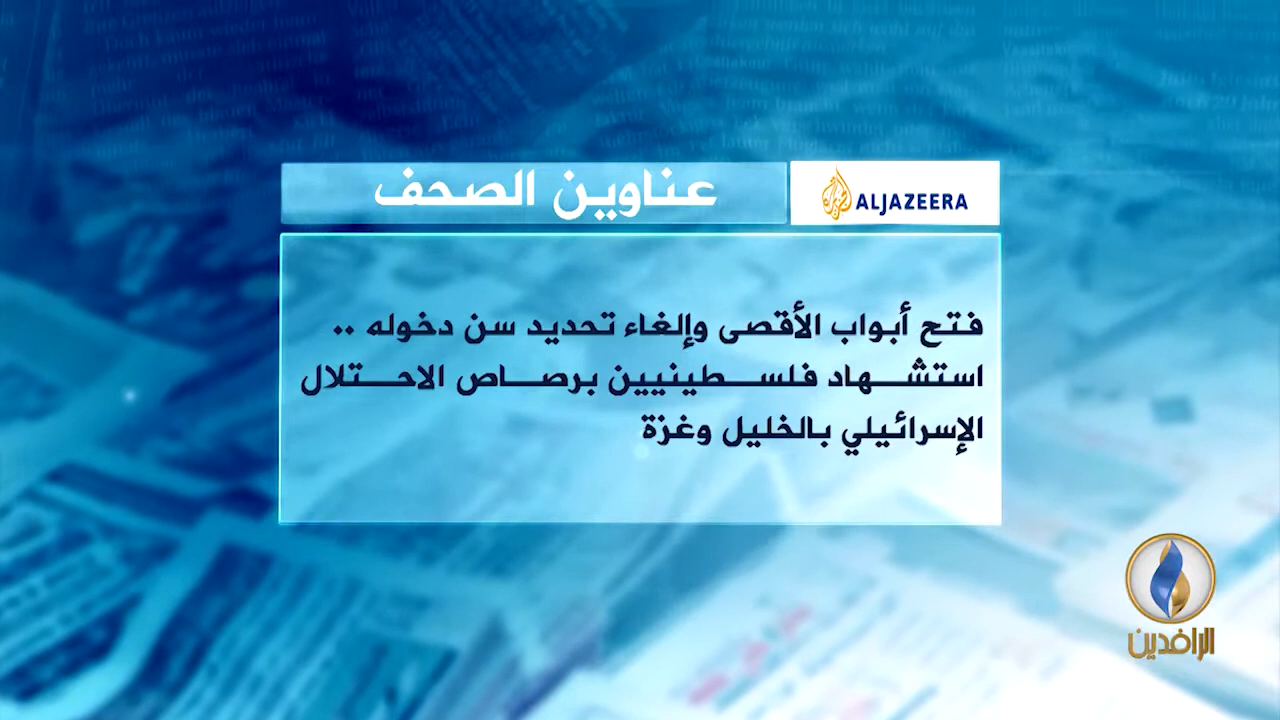 عناوين الصحف
ALJAZEERA
فتح أبواب الأقصى وإلغاء تحديد سن دخوله ..
استشهاد فلسطينيين برصاص الاحتلال
الإسرائيلي بالخليل وغزة
الرافدين